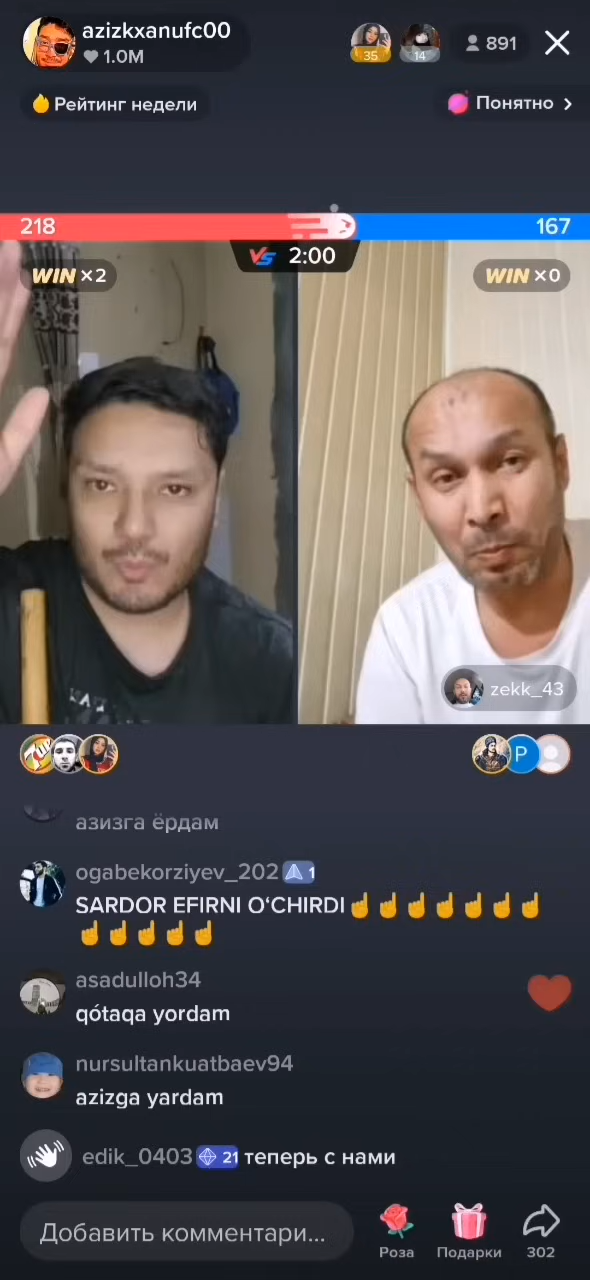 azizkxanufc00
1.0M
35
14
891
Рейтинг недели
Понятно
218
167
VS 2:00
WIN ×2
WIN ×0
zekk_43
7up
P
азизга ёрдам
ogabekorziyev_202 1
SARDOR EFIRNI O‘CHIRDI☝☝☝☝☝☝☝
☝☝☝☝☝
asadulloh34
qótaqa yordam
nursultankuatbaev94
azizga yardam
edik_0403 21 теперь с нами
Добавить комментари...
Роза
Подарки
302